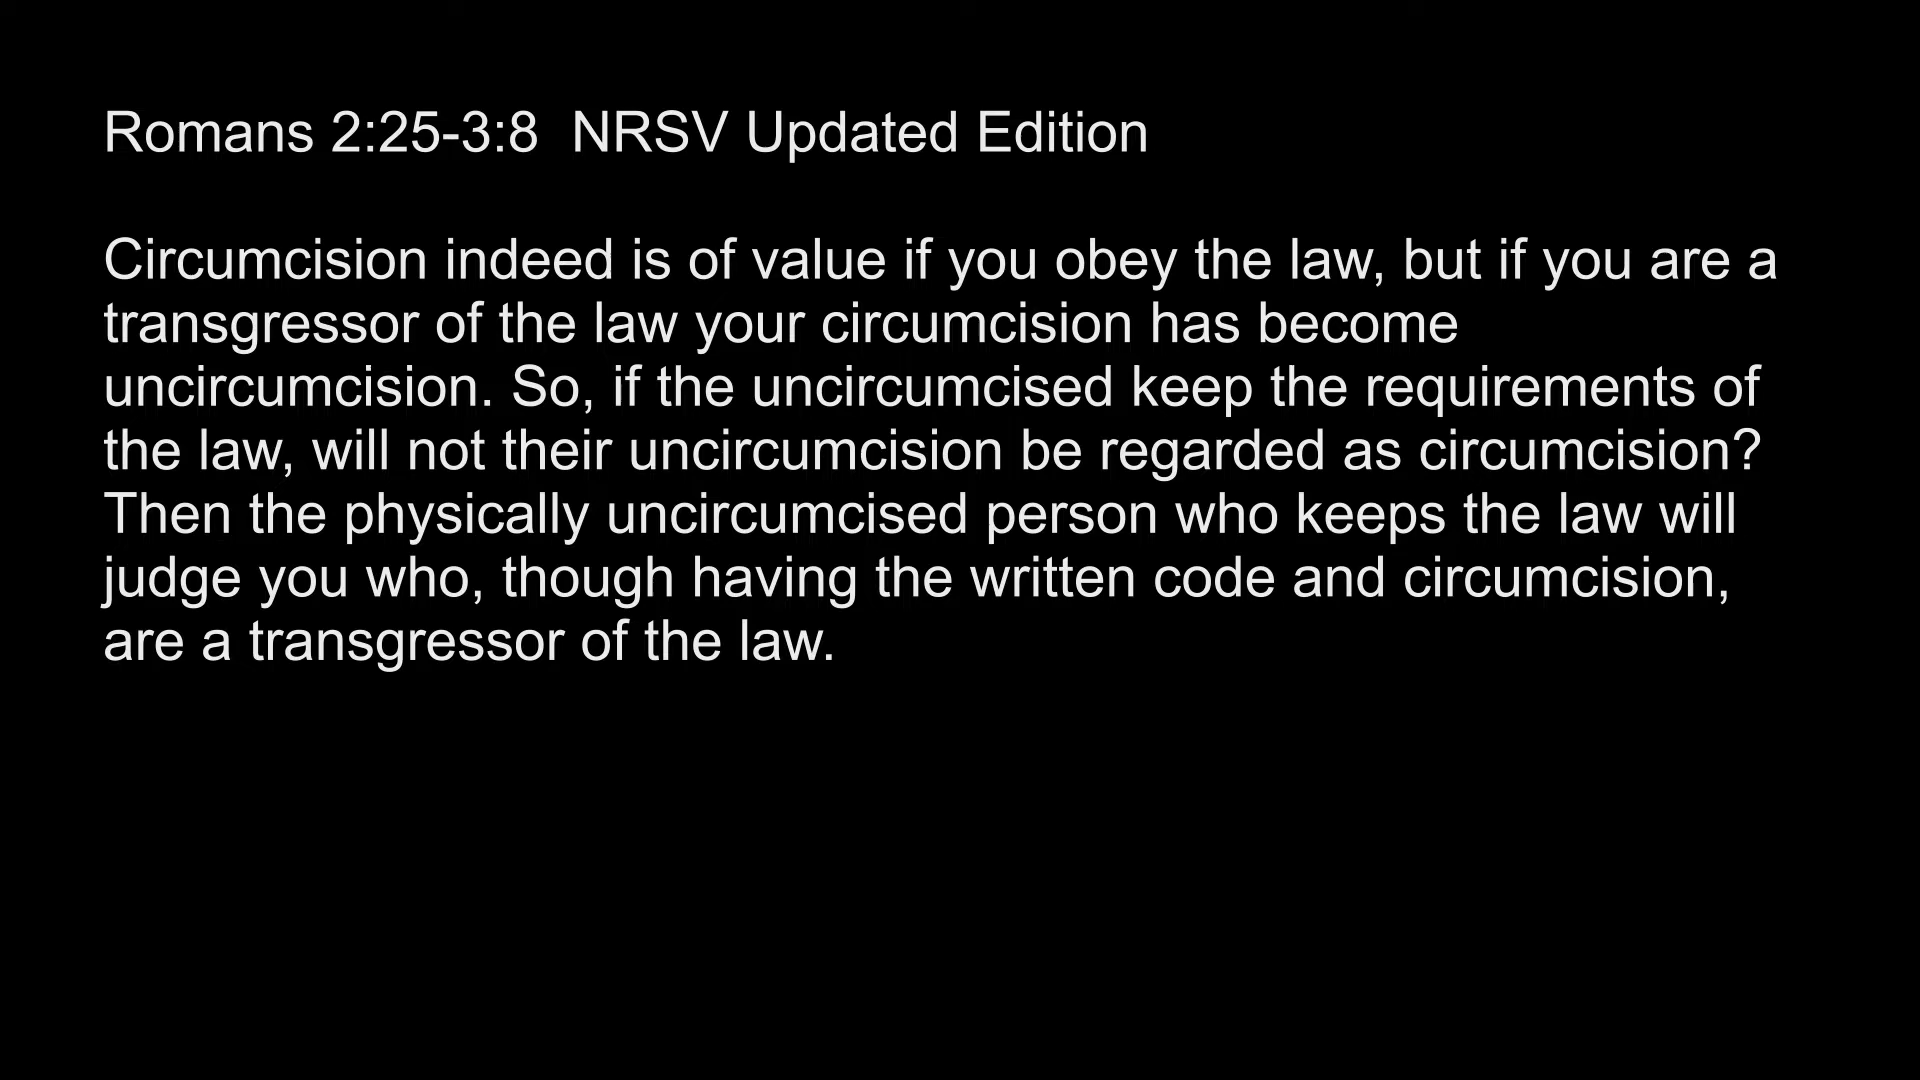 Romans 2:25-3:8  NRSV Updated Edition
Circumcision indeed is of value if you obey the law, but if you are a
transgressor of the law your circumcision has become
uncircumcision. So, if the uncircumcised keep the requirements of
the law, will not their uncircumcision be regarded as circumcision?
Then the physically uncircumcised person who keeps the law will
judge you who, though having the written code and circumcision,
are a transgressor of the law.